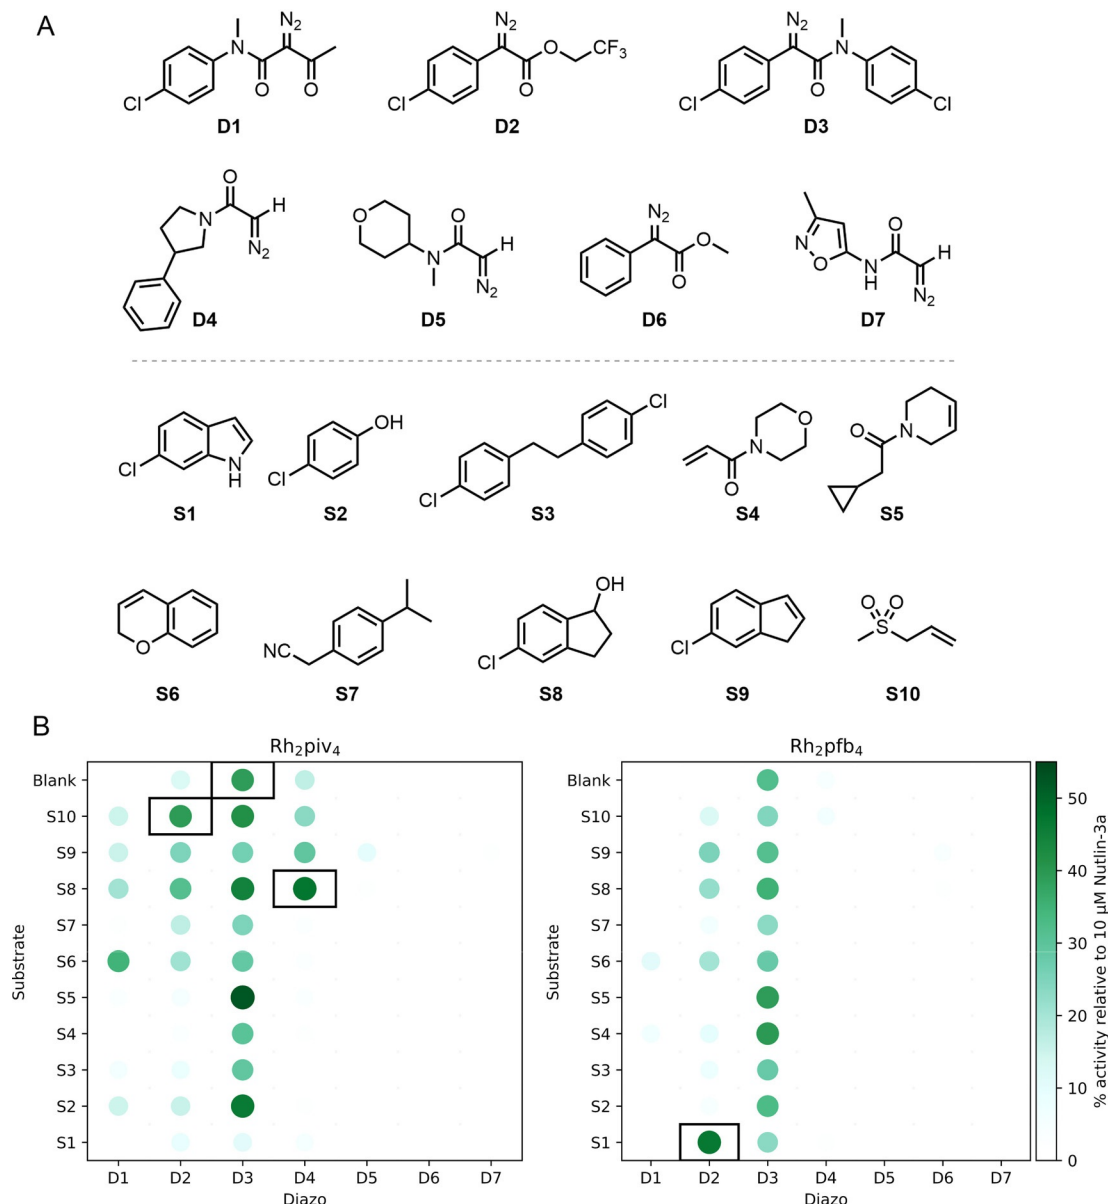 A
N
N₂
Cl
O
O
D1
N₂
O
CF₃
Cl
O
D2
N₂
N
Cl
O
Cl
D3
O
N
H
N₂
D4
O
O
N
H
N₂
D5
N₂
O
O
D6
N
O
O
N
H
H
N₂
D7
Cl
N
H
S1
OH
Cl
S2
Cl
Cl
S3
O
N
O
S4
O
N
S5
O
S6
NC
S7
OH
Cl
S8
Cl
S9
O
O
S
S10
B
Rh₂piv₄
Rh₂pfb₄
Substrate
Blank
S10
S9
S8
S7
S6
S5
S4
S3
S2
S1
D1 D2 D3 D4 D5 D6 D7
Diazo
Substrate
Blank
S10
S9
S8
S7
S6
S5
S4
S3
S2
S1
D1 D2 D3 D4 D5 D6 D7
Diazo
50
40
30
20
10
0
% activity relative to 10 μM Nutlin-3a